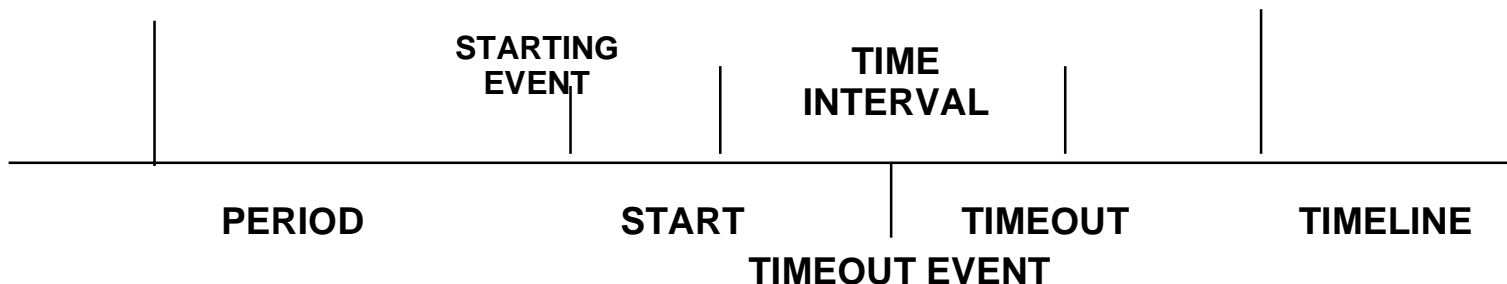 STARTING
EVENT
TIME
INTERVAL
PERIOD START TIMEOUT TIMELINE
TIMEOUT EVENT